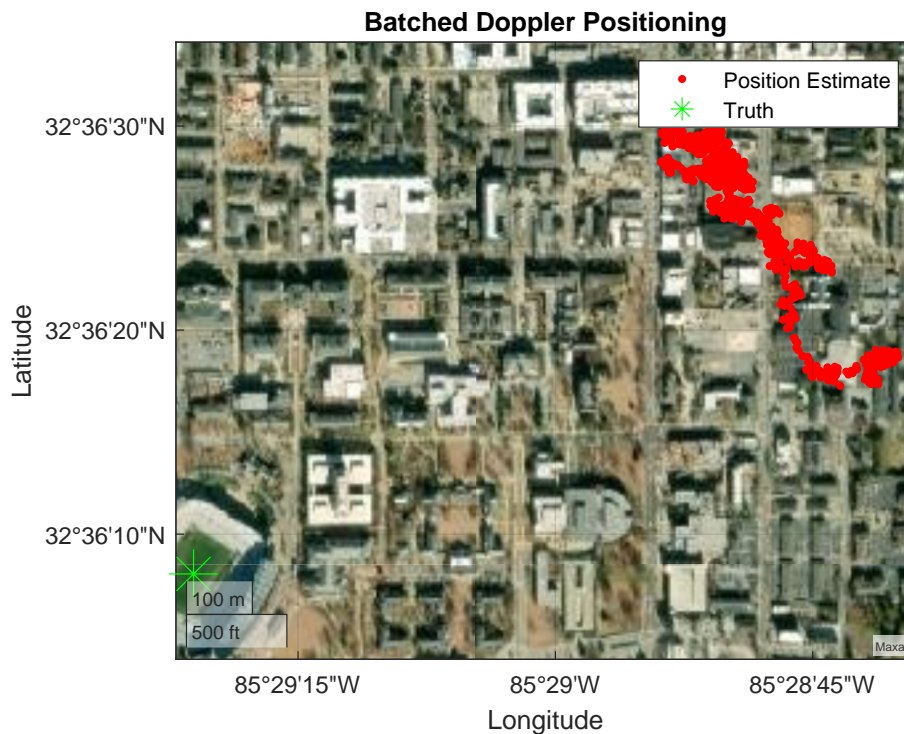 Batched Doppler Positioning
Position Estimate
Truth
32°36'30"N
32°36'20"N
32°36'10"N
Latitude
100 m
500 ft
Maxa
85°29'15"W
85°29'W
85°28'45"W
Longitude